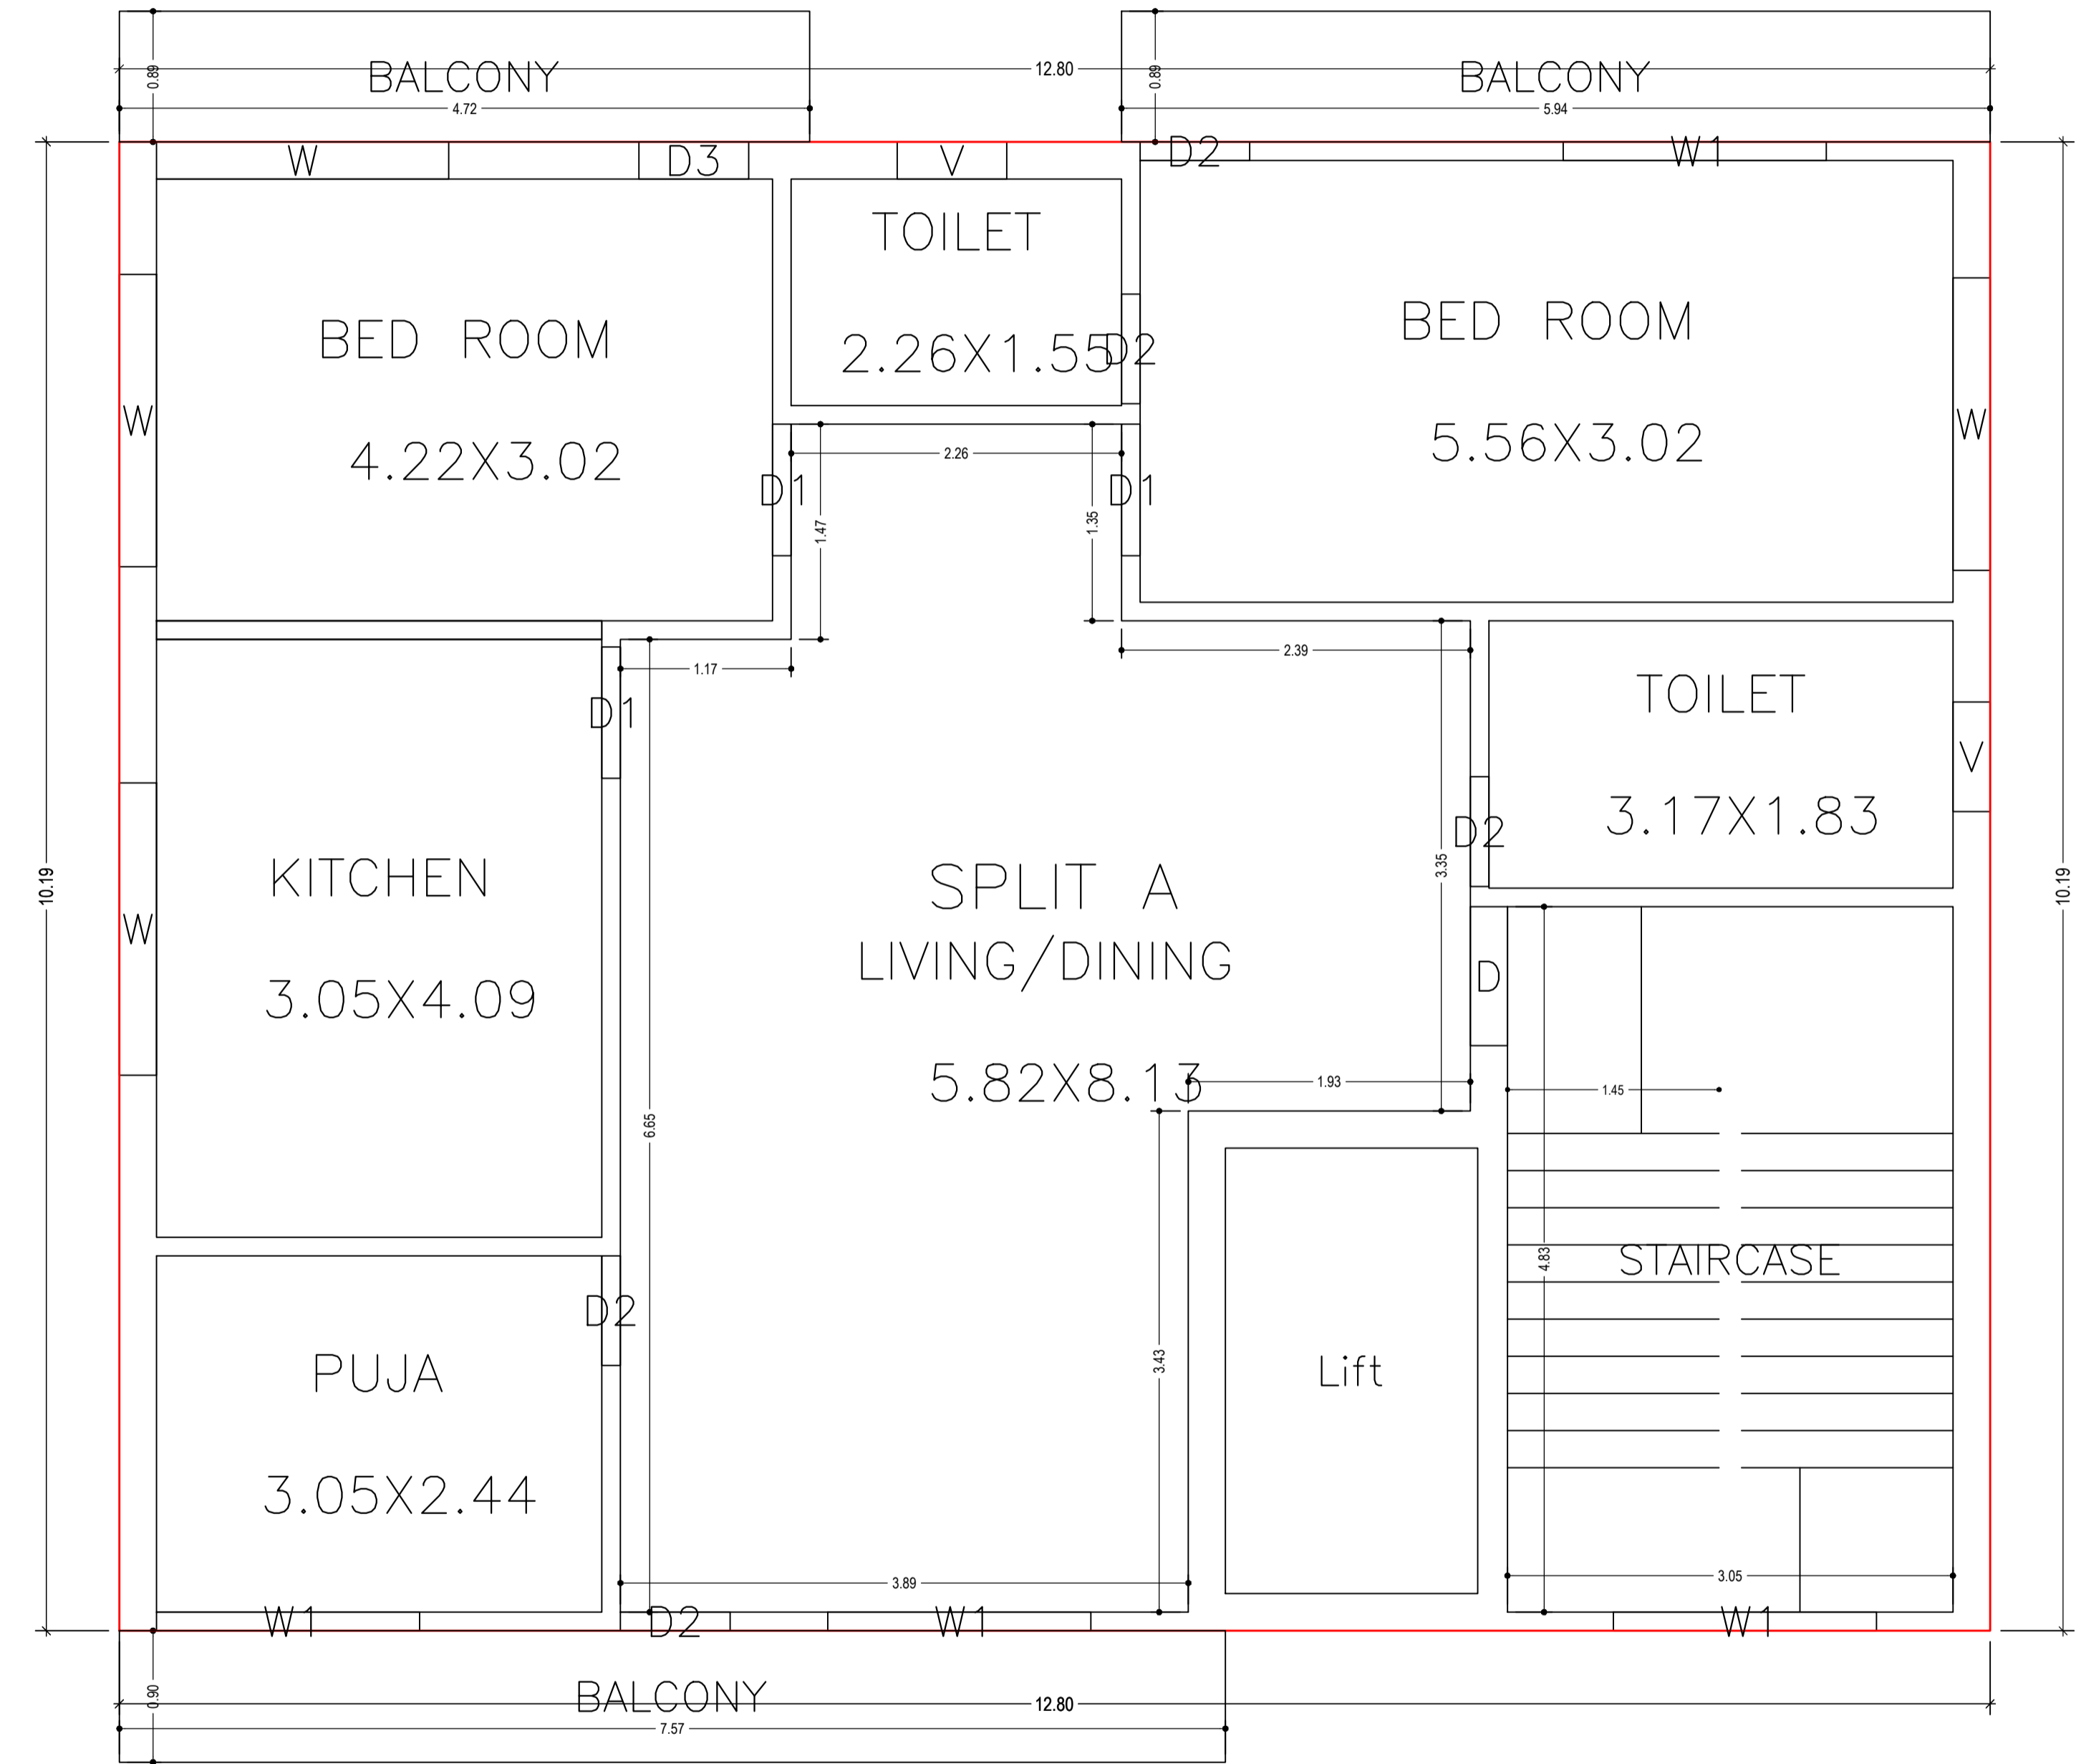 0.89
BALCONY
12.80
0.89
BALCONY
4.72
5.94
W
D3
V
D2
W1
TOILET
2.26X1.55
D2
BED ROOM
4.22X3.02
BED ROOM
5.56X3.02
W
W
D1
1.47
2.26
1.35
D1
1.17
2.39
D1
TOILET
3.17X1.83
V
D2
3.35
KITCHEN
3.05X4.09
W
10.19
10.19
SPLIT A
LIVING/DINING
5.82X8.13
D
1.93
1.45
6.65
4.83
STAIRCASE
D2
PUJA
3.05X2.44
3.43
Lift
3.89
3.05
W1
D2
W1
W1
0.90
BALCONY
12.80
7.57